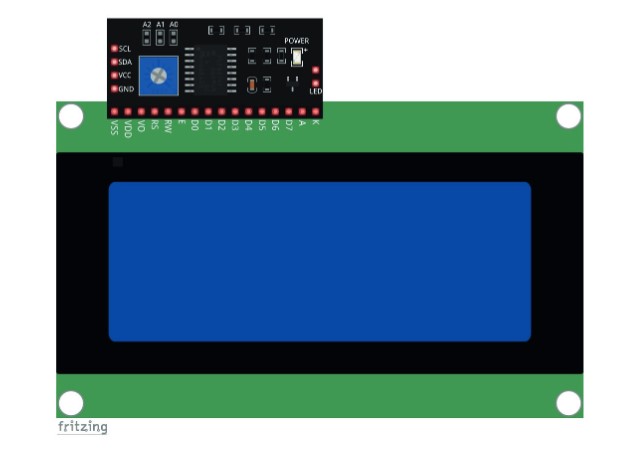 A2 A1 A0
POWER
+
SCL
SDA
VCC
GND
LED
VSS VDD VO RS RW E D0 D1 D2 D3 D4 D5 D6 D7 A K
fritzing